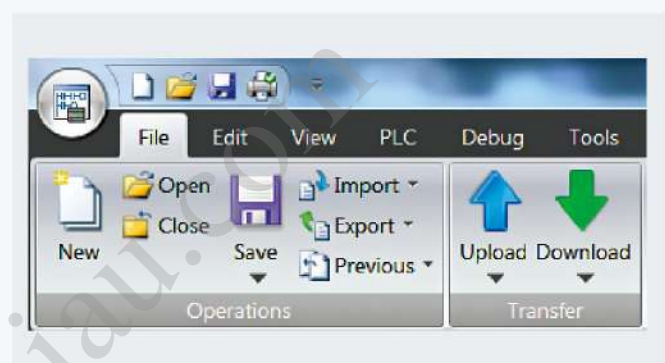 File Edit View PLC Debug Tools
New Open Close Save Import Export Previous Upload Download
Operations Transfer